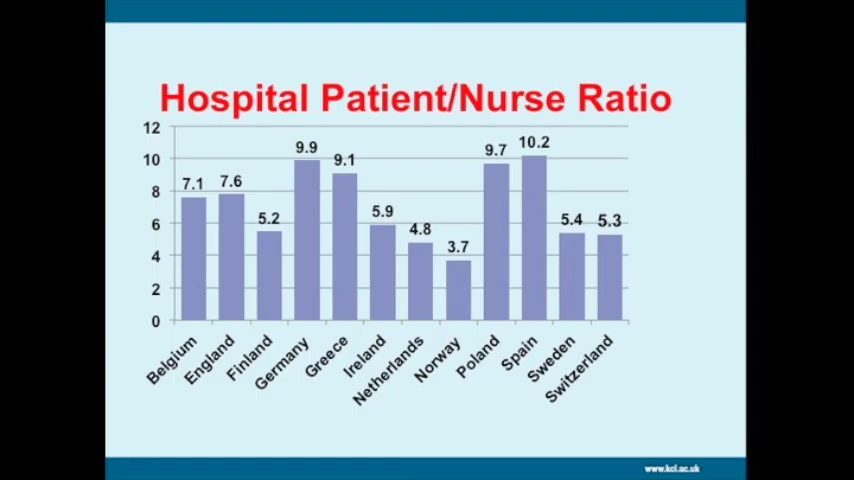 Hospital Patient/Nurse Ratio
12
10
8
6
4
2
0
7.1
7.6
5.2
9.9
9.1
5.9
4.8
3.7
9.7
10.2
5.4
5.3
Belgium
England
Finland
Germany
Greece
Ireland
Netherlands
Norway
Poland
Spain
Sweden
Switzerland
www.kcl.ac.uk